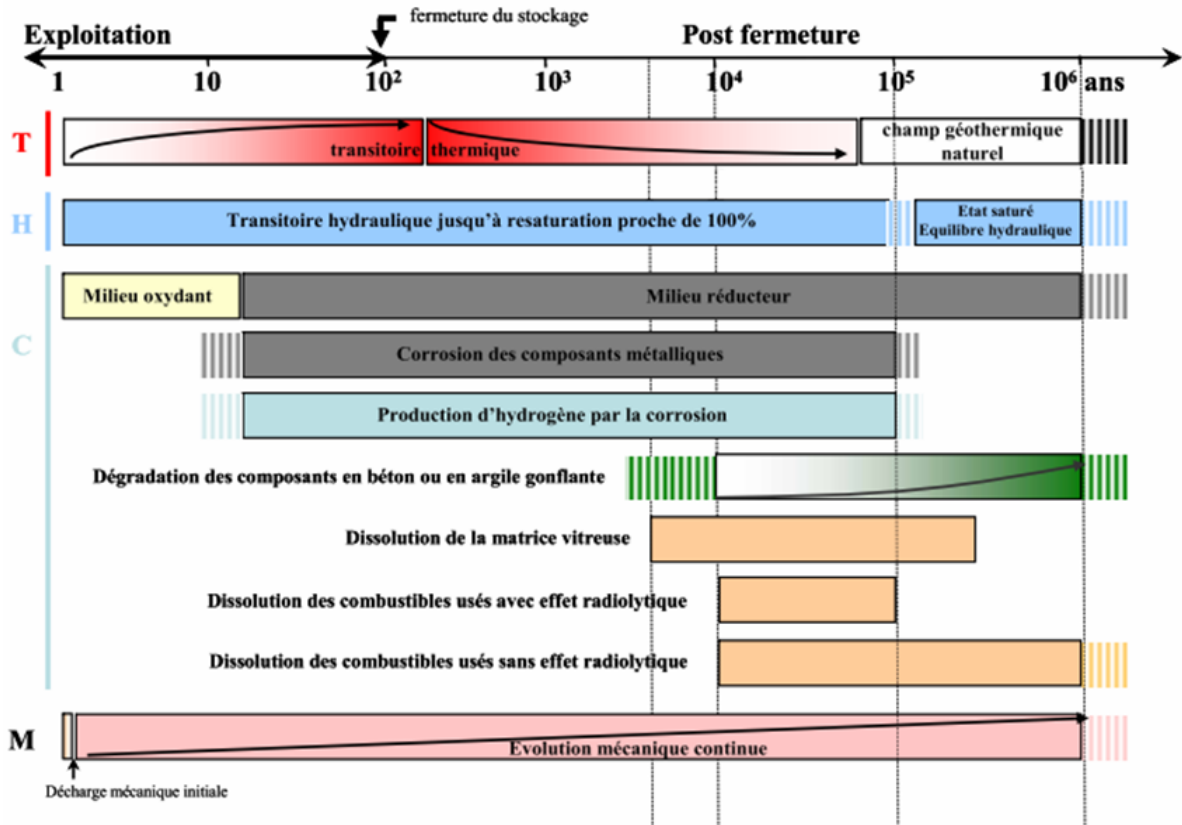 fermeture du stockage
Exploitation
Post fermeture
1 10 10² 10³ 10⁴ 10⁵ 10⁶ ans
T
transitoire thermique
champ géothermique
naturel
H
Transitoire hydraulique jusqu'à resaturation proche de 100%
Etat saturé
Equilibre hydraulique
Milieu oxydant
Milieu réducteur
C
Corrosion des composants métalliques
Production d'hydrogène par la corrosion
Dégradation des composants en béton ou en argile gonflante
Dissolution de la matrice vitreuse
Dissolution des combustibles usés avec effet radiolytique
Dissolution des combustibles usés sans effet radiolytique
M
Evolution mécanique continue
Décharge mécanique initiale